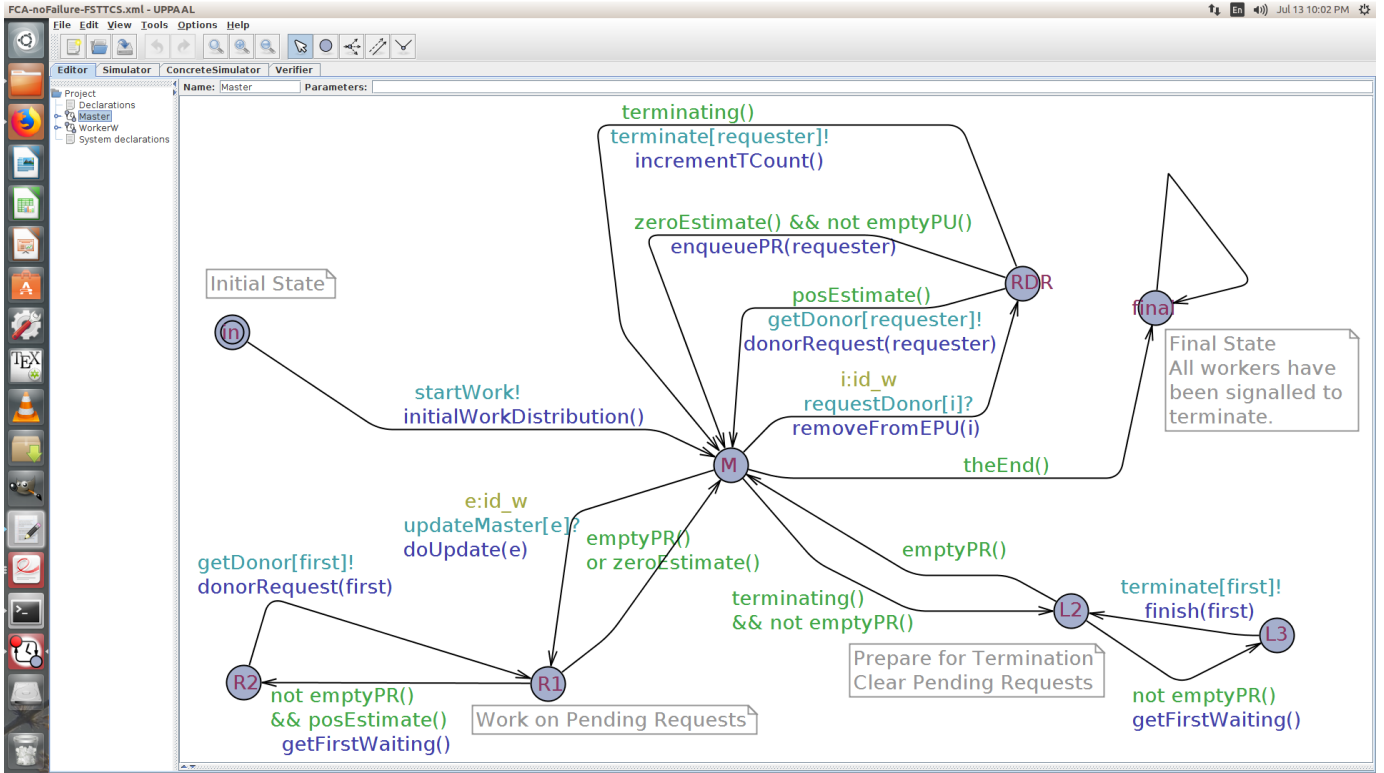 FCA-noFailure-FSTTCS.xml - UPPAAL
En
Jul 13 10:02 PM
File Edit View Tools Options Help
Editor Simulator ConcreteSimulator Verifier
Name: Master Parameters:
Project
Declarations
Master
WorkerW
System declarations
terminating()
terminate[requester]!
incrementTCount()
zeroEstimate() && not emptyPU()
enqueuePR(requester)
RDR
Initial State
posEstimate()
getDonor[requester]!
donorRequest(requester)
final
in
Final State
All workers have
been signalled to
terminate.
i:id_w
requestDonor[i]?
removeFromEPU(i)
startWork!
initialWorkDistribution()
M
theEnd()
e:id_w
updateMaster[e]?
doUpdate(e)
emptyPR()
or zeroEstimate()
emptyPR()
getDonor[first]!
donorRequest(first)
terminating()
&& not emptyPR()
terminate[first]!
finish(first)
L2
L3
Prepare for Termination
Clear Pending Requests
R2
R1
not emptyPR()
&& posEstimate()
getFirstWaiting()
Work on Pending Requests
not emptyPR()
getFirstWaiting()
TEX